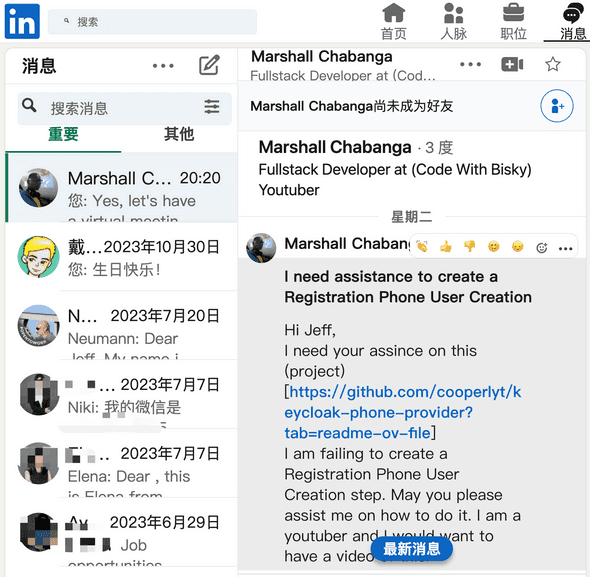 in
搜索
首页
人脉
职位
消息
消息
搜索消息
重要
其他
Marshall C... 20:20
您: Yes, let's have
a virtual meetin
戴...2023年10月30日
您: 生日快乐！
N... 2023年7月20日
Neumann: Dear
Jeff, My name i
... 2023年7月7日
Niki: 我的微信是
... 2023年7月7日
Elena: Dear , this
is Elena from
2023年6月29日
Job
opportunities
Marshall Chabanga
Fullstack Developer at (Cod...
Marshall Chabanga尚未成为好友
Marshall Chabanga · 3 度
Fullstack Developer at (Code With Bisky)
Youtuber
星期二
Marshall Chabang
I need assistance to create a
Registration Phone User Creation
Hi Jeff,
I need your assince on this
(project)
[https://github.com/cooperlyt/k
eycloak-phone-provider?
tab=readme-ov-file]
I am failing to create a
Registration Phone User
Creation step. May you please
assist me on how to do it. I am a
youtuber and I would want to
have a video
最新消息